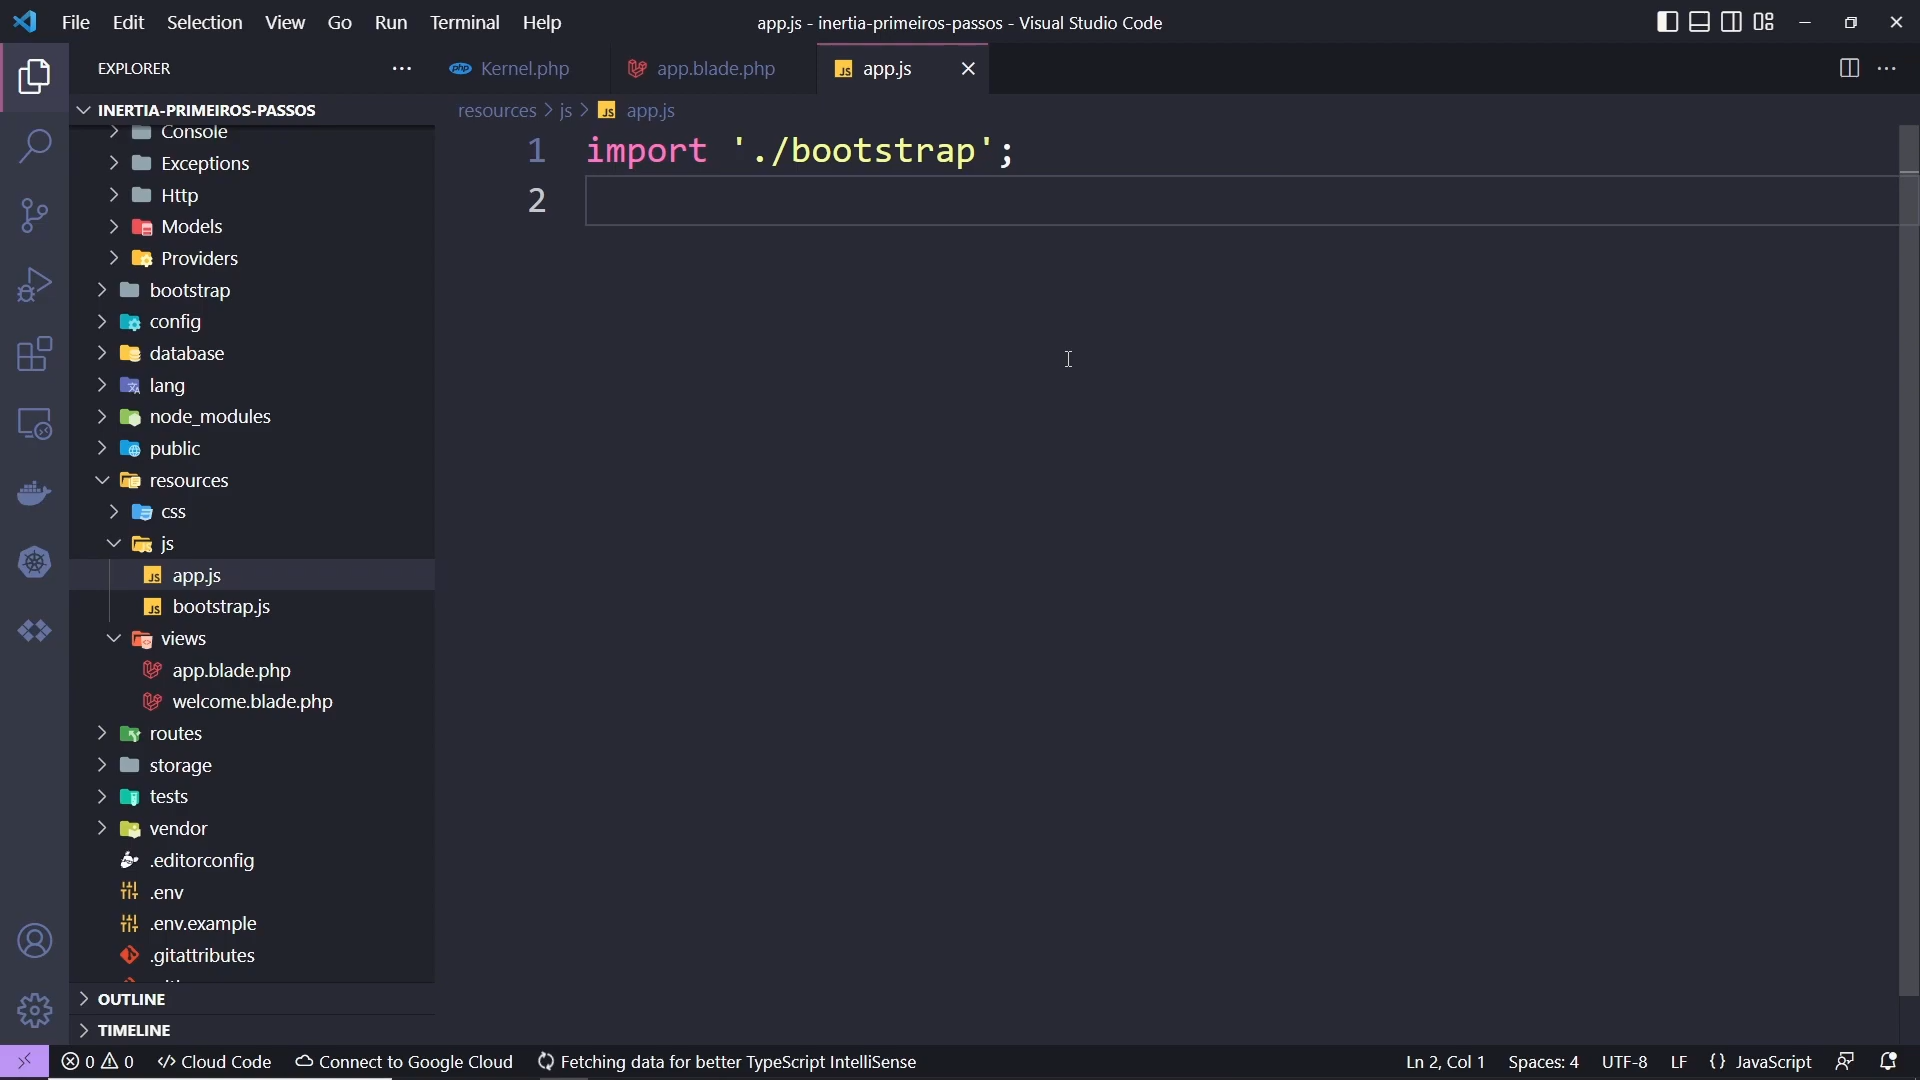 File Edit Selection View Go Run Terminal Help
app.js - inertia-primeiros-passos - Visual Studio Code
EXPLORER
Kernel.php
app.blade.php
JS app.js
INERTIA-PRIMEIROS-PASSOS
resources > js > JS app.js
Console
Exceptions
Http
Models
Providers
bootstrap
config
database
lang
node_modules
public
resources
css
js
JS app.js
JS bootstrap.js
views
app.blade.php
welcome.blade.php
routes
storage
tests
vendor
.editorconfig
.env
.env.example
.gitattributes
OUTLINE
TIMELINE
1 import './bootstrap';
2
0 0 Cloud Code Connect to Google Cloud Fetching data for better TypeScript IntelliSense
Ln 2, Col 1 Spaces: 4 UTF-8 LF {} JavaScript